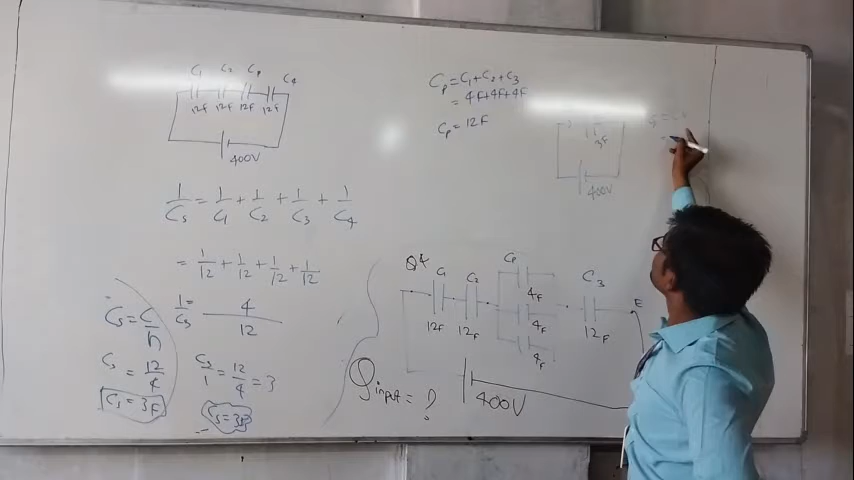 C1 C2 Cp C4
12F 12F 12F 12F
400V
1/Cs = 1/C1 + 1/C2 + 1/C3 + 1/C4
= 1/12 + 1/12 + 1/12 + 1/12
1/Cs 4/12
Cs/1 = 12/4 = 3
Cs = 3F
Cs = C/n
Cs = 12/4
Cs = 3F
Cp = C1 + C2 + C3
= 4F + 4F + 4F
Cp = 12F
3F
400V
C1 C2 Cp C3
12F 12F 4F 12F E
4F
4F
Qinput = ?
400V